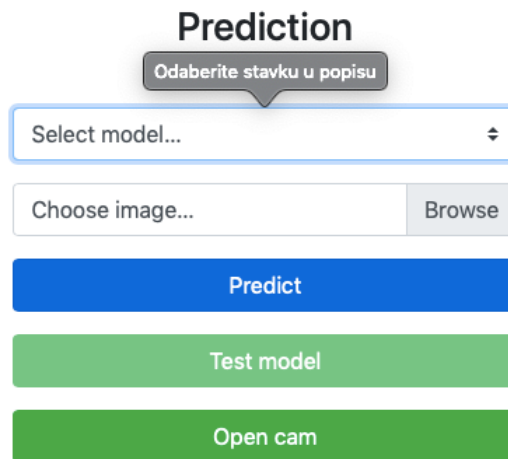 Prediction
Odaberite stavku u popisu
Select model...
Choose image... Browse
Predict
Test model
Open cam